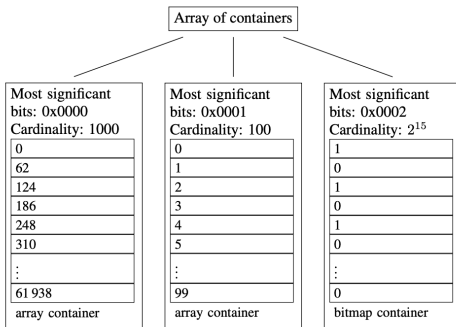 Array of containers
Most significant
bits: 0x0000
Cardinality: 1000
0
62
124
186
248
310
⋮
61 938
array container
Most significant
bits: 0x0001
Cardinality: 100
0
1
2
3
4
5
⋮
99
array container
Most significant
bits: 0x0002
Cardinality: 2¹⁵
1
0
1
0
1
0
⋮
0
bitmap container